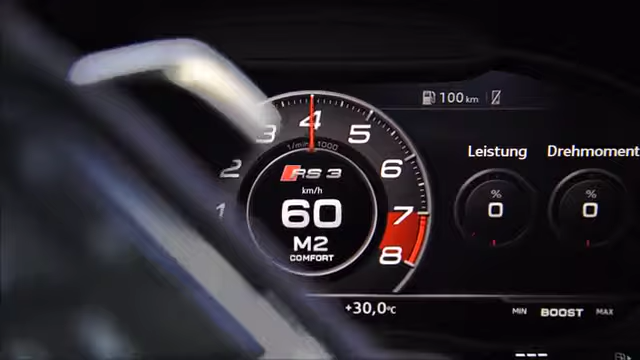 100 km
1 2 3 4 5 6 7 8
1/min x 1000
RS 3
km/h
60
M2
COMFORT
Leistung
%
0
Drehmoment
%
0
+30,0°C
MIN BOOST MAX